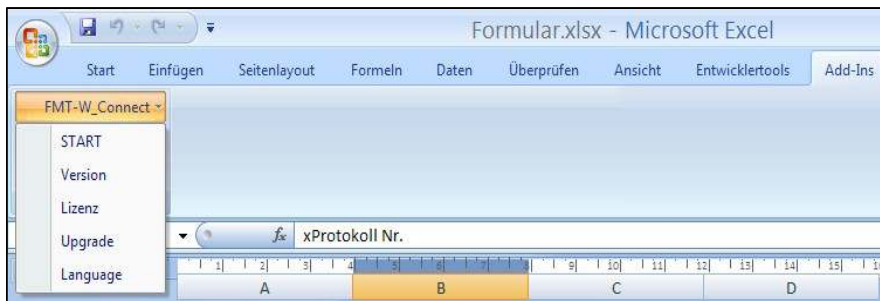 Formular.xlsx - Microsoft Excel
Start Einfügen Seitenlayout Formeln Daten Überprüfen Ansicht Entwicklertools Add-Ins
FMT-W_Connect
START
Version
Lizenz
Upgrade
Language
fx xProtokoll Nr.
1 2 3 4 5 6 7 8 9 10 11 12 13 14 15
A B C D